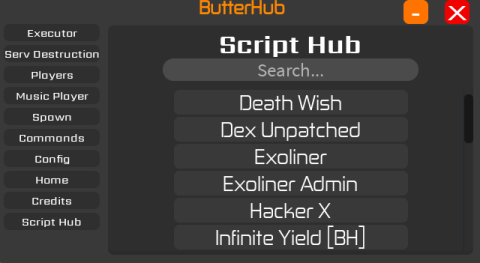 ButterHub
-
X
Executor
Serv Destruction
Players
Music Player
Spawn
Commands
Config
Home
Credits
Script Hub
Script Hub
Search...
Death Wish
Dex Unpatched
Exoliner
Exoliner Admin
Hacker X
Infinite Yield [BH]